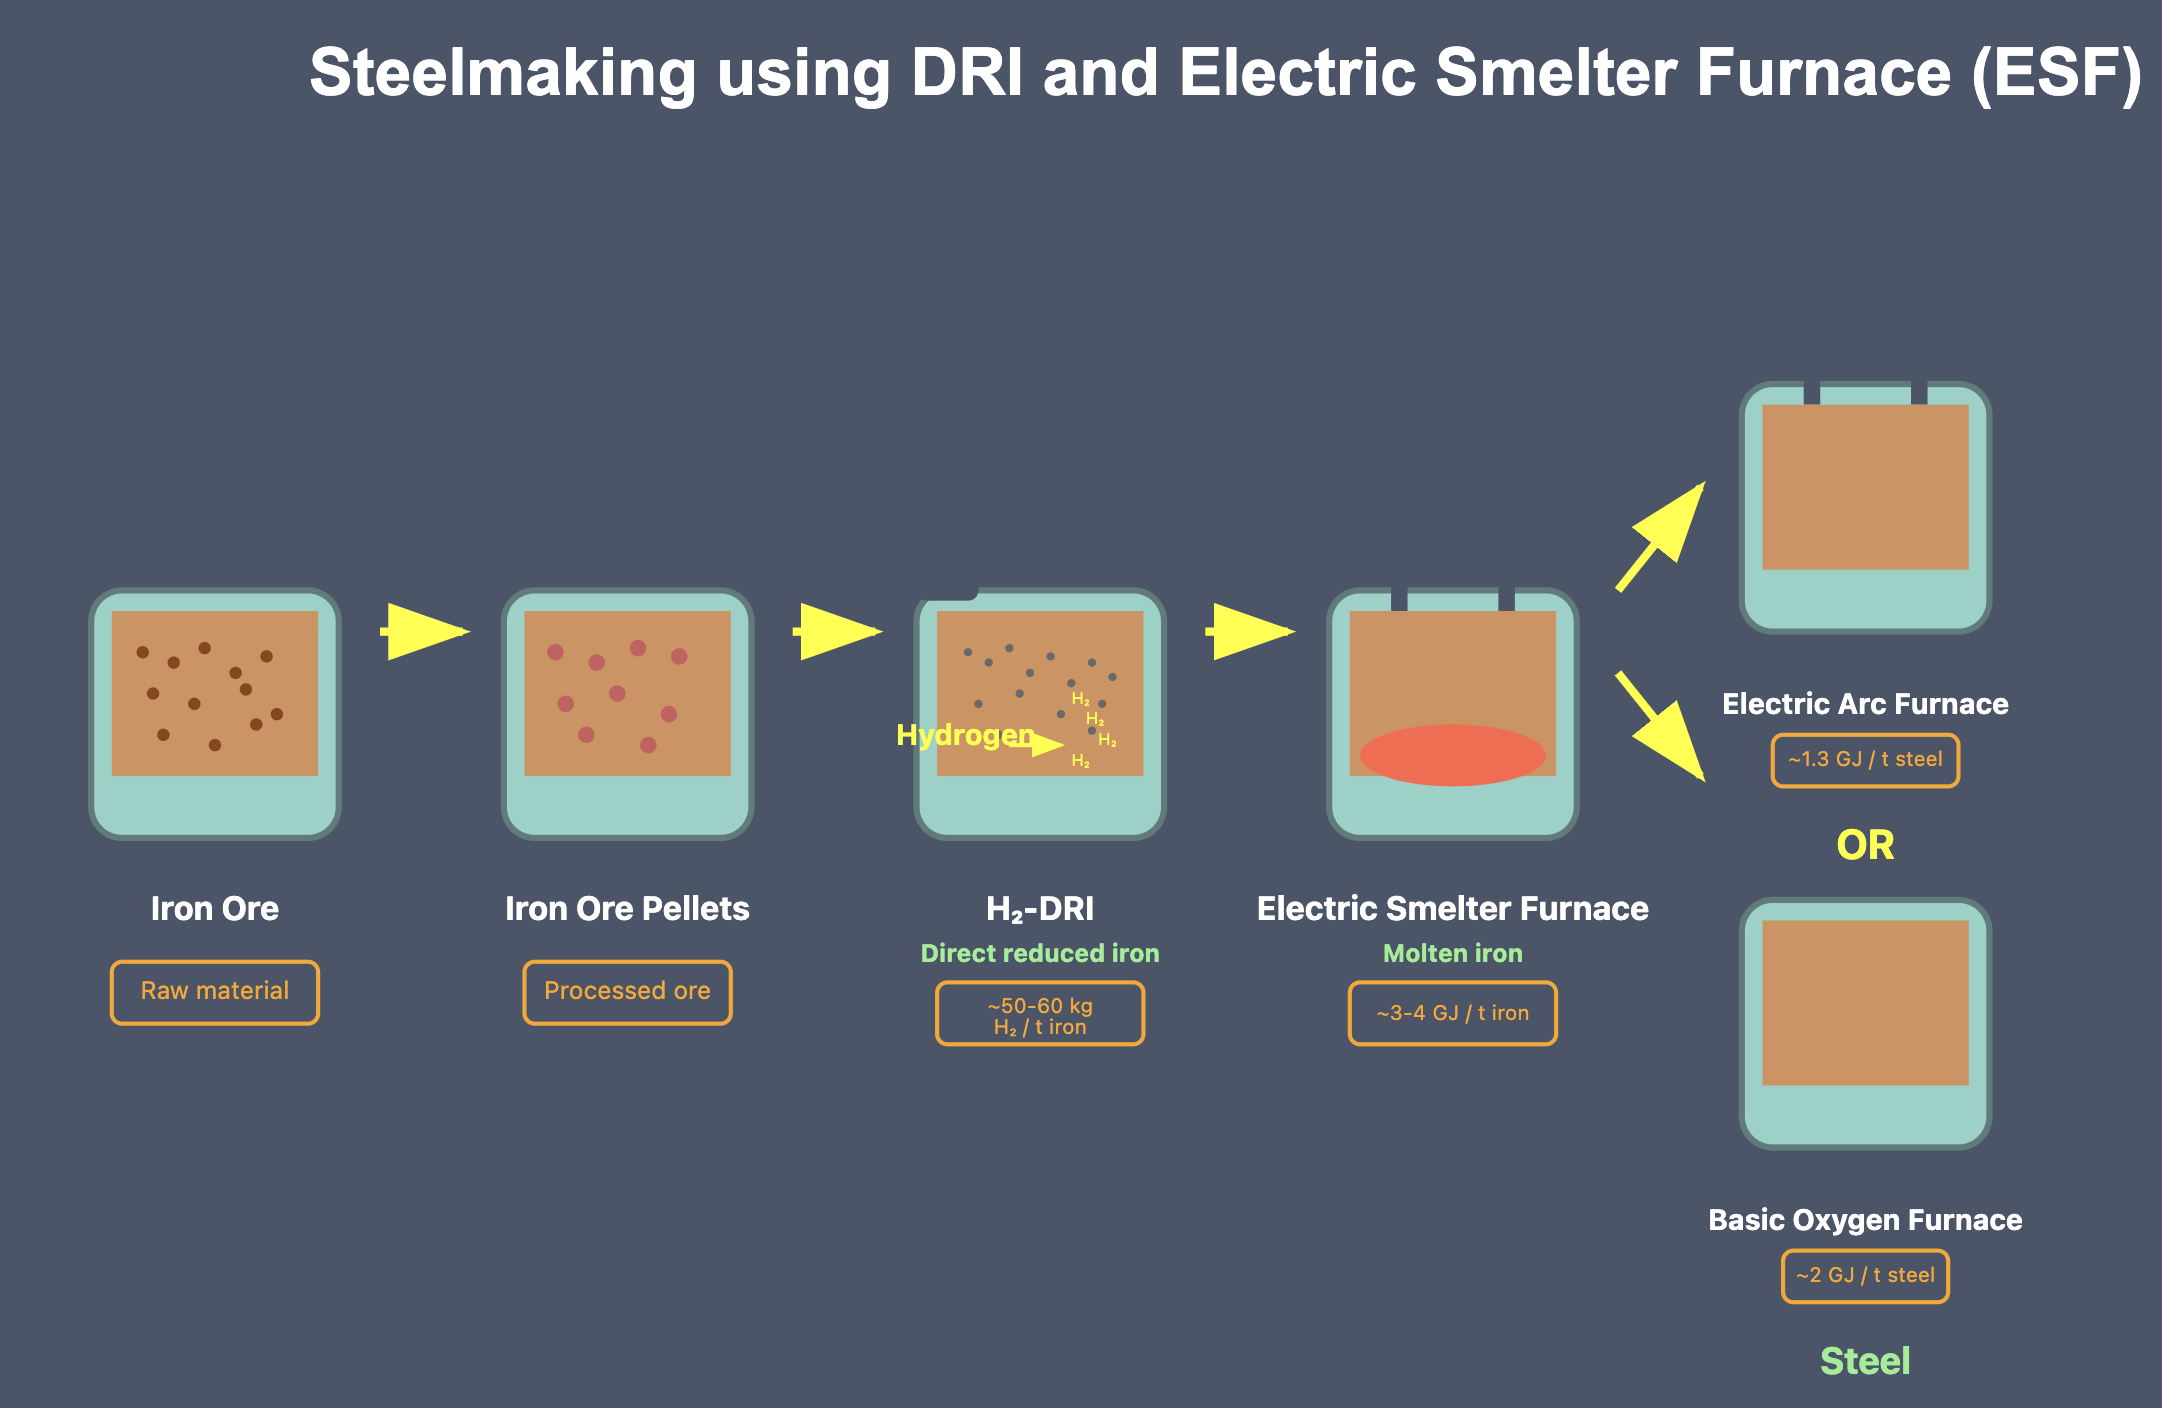 Steelmaking using DRI and Electric Smelter Furnace (ESF)
Iron Ore
Raw material
Iron Ore Pellets
Processed ore
Hydrogen
H₂
H₂
H₂
H₂
H₂-DRI
Direct reduced iron
~50-60 kg
H₂ / t iron
Electric Smelter Furnace
Molten iron
~3-4 GJ / t iron
Electric Arc Furnace
~1.3 GJ / t steel
OR
Basic Oxygen Furnace
~2 GJ / t steel
Steel